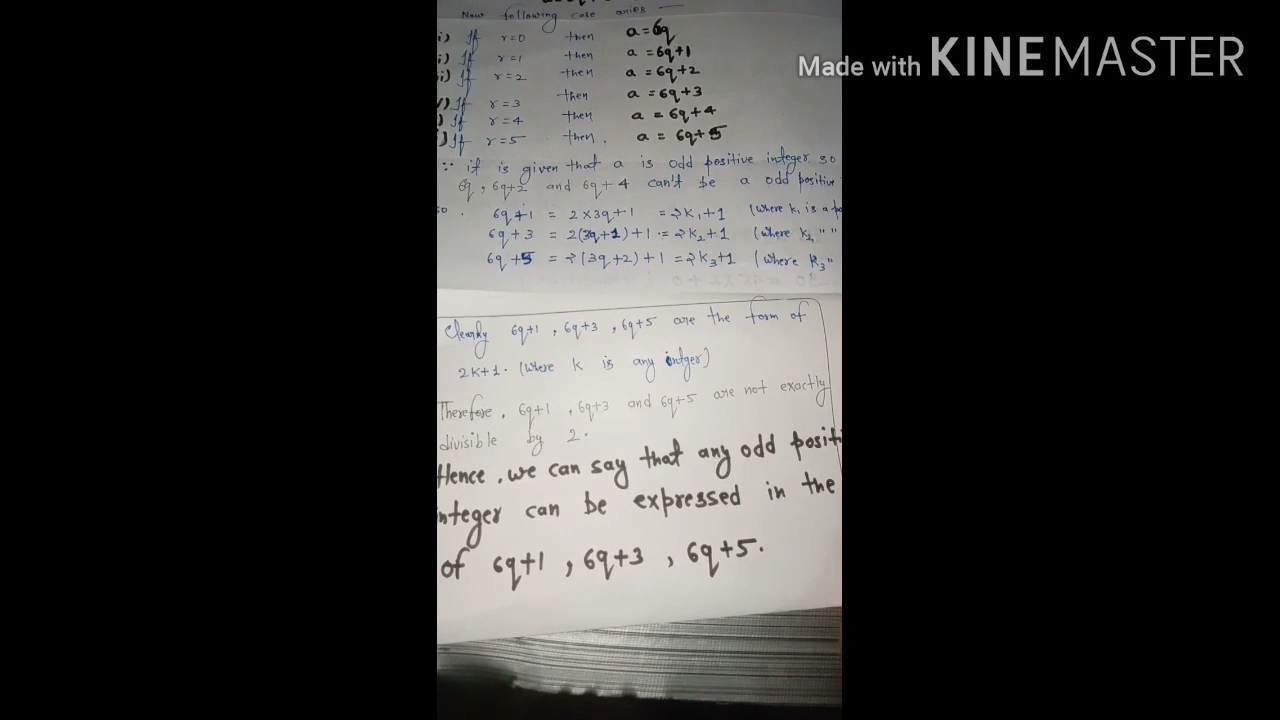 Made with KINEMASTER
Now following case arises
i) If r=0 then a=6q
i) If r=1 then a=6q+1
ii) If r=2 then a=6q+2
v) If r=3 then a=6q+3
) If r=4 then a=6q+4
i) If r=5 then. a=6q+5
∵ it is given that a is odd positive integer so
6q, 6q+2 and 6q+4 can't be a odd positive
so. 6q+1 = 2×3q+1 = 2k₁+1 (where k₁ is a po
6q+3 = 2(3q+1)+1 = 2k₂+1 (where k₂ " "
6q+5 = 2(3q+2)+1 = 2k₃+1 (where k₃ "
Clearly 6q+1, 6q+3, 6q+5 are the form of
2k+1. (where k is any intger)
Therefore, 6q+1, 6q+3 and 6q+5 are not exactly
divisible by 2.
Hence, we can say that any odd positi
integer can be expressed in the
of 6q+1, 6q+3, 6q+5.